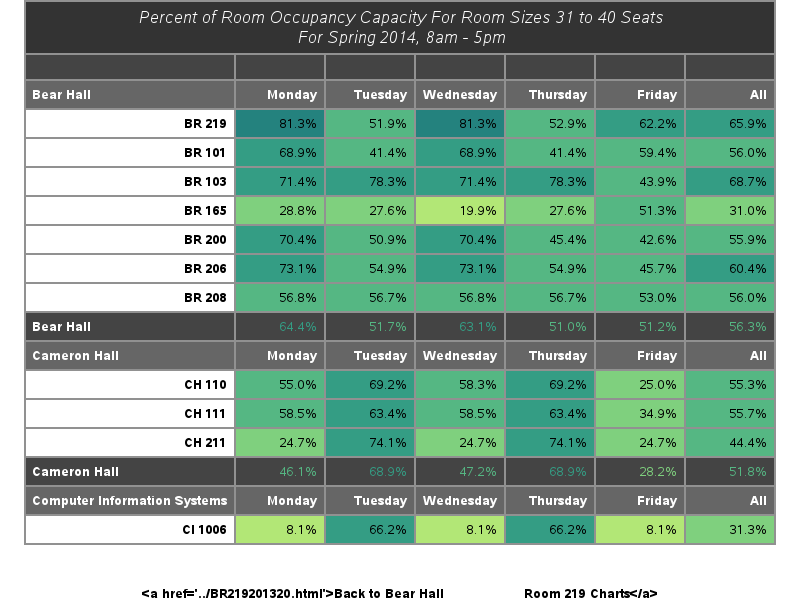 Percent of Room Occupancy Capacity For Room Sizes 31 to 40 Seats
For Spring 2014, 8am - 5pm
Bear Hall Monday Tuesday Wednesday Thursday Friday All
BR 219 81.3% 51.9% 81.3% 52.9% 62.2% 65.9%
BR 101 68.9% 41.4% 68.9% 41.4% 59.4% 56.0%
BR 103 71.4% 78.3% 71.4% 78.3% 43.9% 68.7%
BR 165 28.8% 27.6% 19.9% 27.6% 51.3% 31.0%
BR 200 70.4% 50.9% 70.4% 45.4% 42.6% 55.9%
BR 206 73.1% 54.9% 73.1% 54.9% 45.7% 60.4%
BR 208 56.8% 56.7% 56.8% 56.7% 53.0% 56.0%
Bear Hall 64.4% 51.7% 63.1% 51.0% 51.2% 56.3%
Cameron Hall Monday Tuesday Wednesday Thursday Friday All
CH 110 55.0% 69.2% 58.3% 69.2% 25.0% 55.3%
CH 111 58.5% 63.4% 58.5% 63.4% 34.9% 55.7%
CH 211 24.7% 74.1% 24.7% 74.1% 24.7% 44.4%
Cameron Hall 46.1% 68.9% 47.2% 68.9% 28.2% 51.8%
Computer Information Systems Monday Tuesday Wednesday Thursday Friday All
CI 1006 8.1% 66.2% 8.1% 66.2% 8.1% 31.3%
<a href='../BR219201320.html'>Back to Bear Hall Room 219 Charts</a>